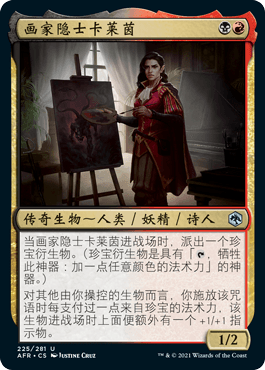 画家隐士卡莱茵
传奇生物～人类／妖精／诗人
当画家隐士卡莱茵进战场时，派出一个珍
宝衍生物。（珍宝衍生物是具有「，牺牲
此神器：加一点任意颜色的法术力」的神
器。）
对其他由你操控的生物而言，你施放该咒
语时每支付过一点来自珍宝的法术力，该
生物进战场时上面便额外有一个+1/+1指
示物。
1/2
225/281 U
AFR • CS JUSTINE CRUZ
™ & © 2021 Wizards of the Coast